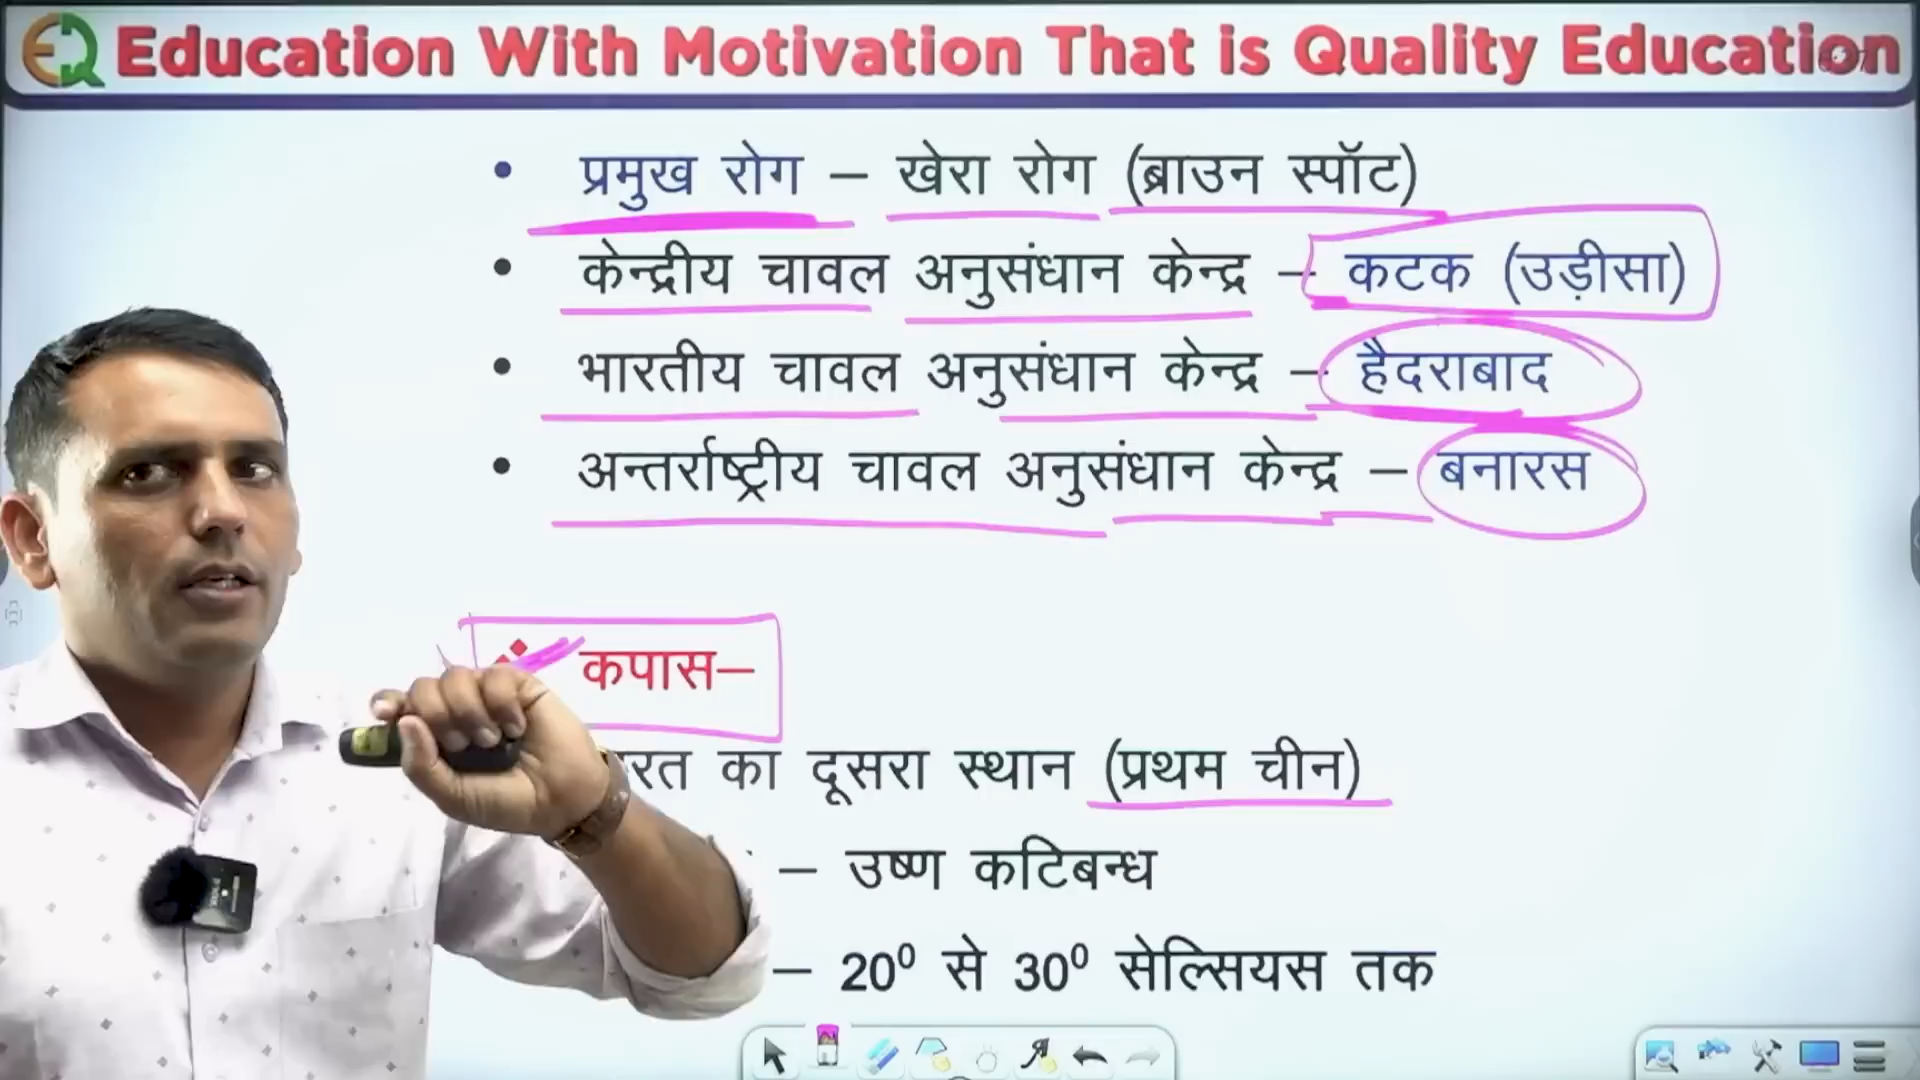 Education With Motivation That is Quality Education
• प्रमुख रोग – खेरा रोग (ब्राउन स्पॉट)
• केन्द्रीय चावल अनुसंधान केन्द्र – कटक (उड़ीसा)
• भारतीय चावल अनुसंधान केन्द्र – हैदराबाद
• अन्तर्राष्ट्रीय चावल अनुसंधान केन्द्र – बनारस
कपास–
रत का दूसरा स्थान (प्रथम चीन)
– उष्ण कटिबन्ध
– 20⁰ से 30⁰ सेल्सियस तक